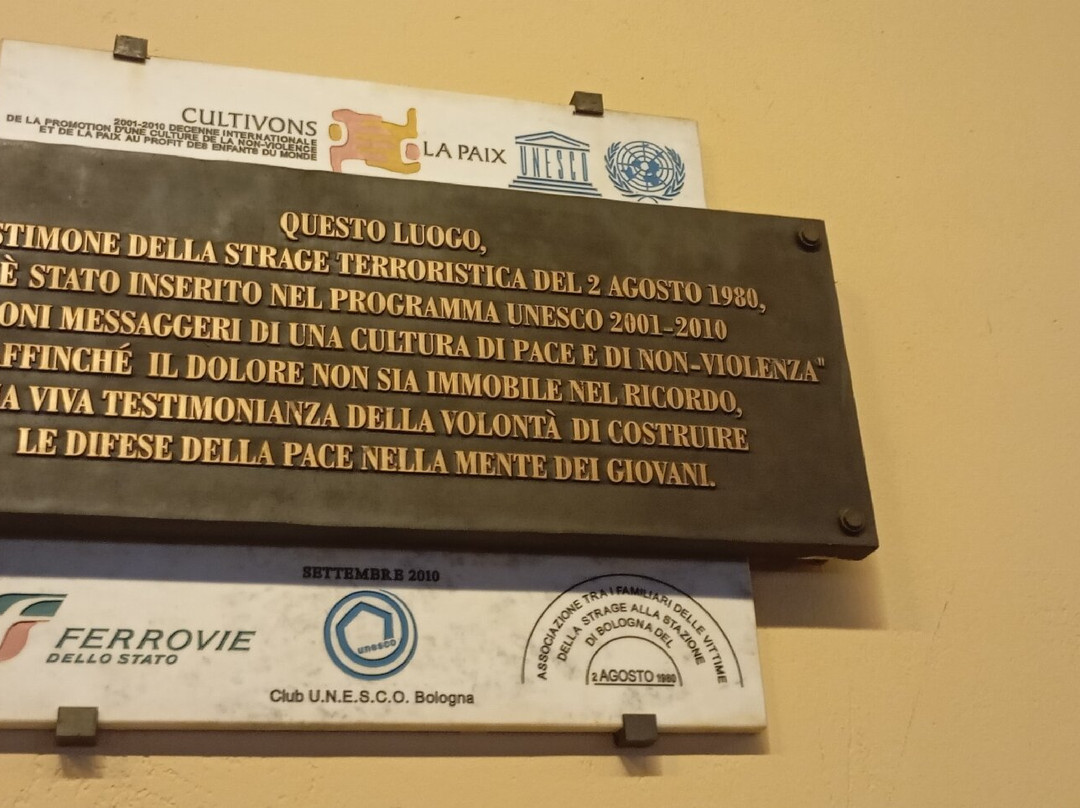 CULTIVONS
2001-2010 DECENNE INTERNATIONALE
DE LA PROMOTION D'UNE CULTURE DE LA NON-VIOLENCE
ET DE LA PAIX AU PROFIT DES ENFANTS DU MONDE
LA PAIX
UNESCO
QUESTO LUOGO,
STIMONE DELLA STRAGE TERRORISTICA DEL 2 AGOSTO 1980,
È STATO INSERITO NEL PROGRAMMA UNESCO 2001-2010
ONI MESSAGGERI DI UNA CULTURA DI PACE E DI NON-VIOLENZA"
AFFINCHÉ IL DOLORE NON SIA IMMOBILE NEL RICORDO,
A VIVA TESTIMONIANZA DELLA VOLONTÀ DI COSTRUIRE
LE DIFESE DELLA PACE NELLA MENTE DEI GIOVANI.
SETTEMBRE 2010
FERROVIE
DELLO STATO
unesco
Club U.N.E.S.C.O. Bologna
ASSOCIAZIONE TRA I FAMILIARI DELLE VITTIME
DELLA STRAGE ALLA STAZIONE
DI BOLOGNA DEL
2 AGOSTO 1980